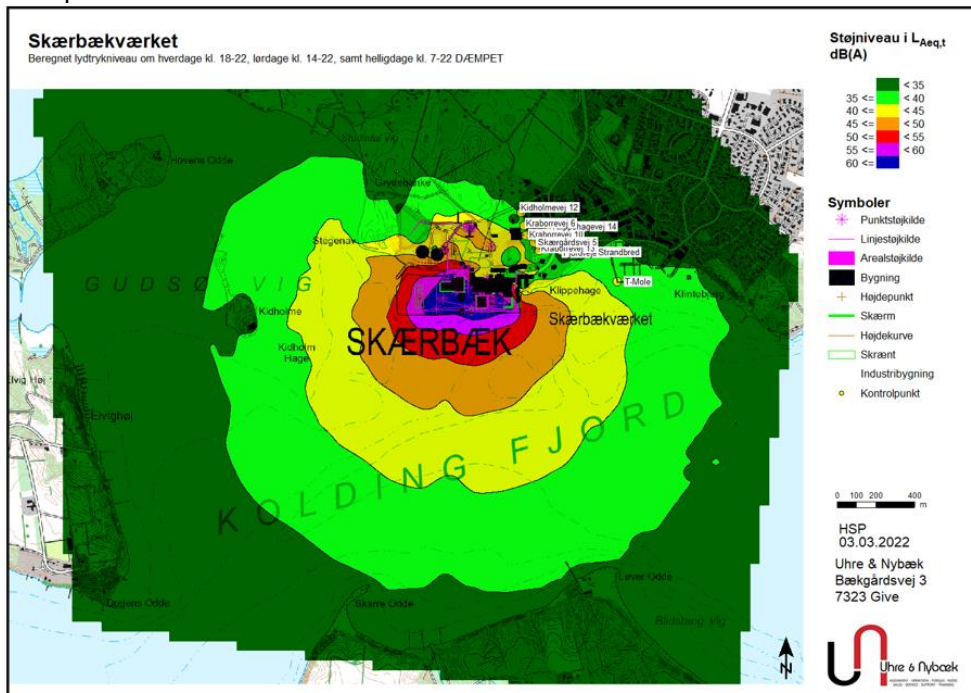 Skærbækværket
Beregnet lydtrykniveau om hverdage kl. 18-22, lørdage kl. 14-22, samt helligdage kl. 7-22 DÆMPET
Støjniveau i L_Aeq,t
dB(A)
< 35
35 <= < 40
40 <= < 45
45 <= < 50
50 <= < 55
55 <= < 60
60 <=
Symboler
Punktstøjkilde
Linjestøjkilde
Arealstøjkilde
Bygning
Højdepunkt
Skærm
Højdekurve
Skrænt
Industribygning
Kontrolpunkt
0 100 200 400
m
HSP
03.03.2022
Uhre & Nybæk
Bækgårdsvej 3
7323 Give
Uhre & Nybæk
N
Hovens Odde
Gryderbanke
Kidholmevej 12
Kraborrevej 6
Skærgårdsvej 5
Strandbred
Stegenav
T-Mole
Klippehage
Klintebjerg
GUDSØ VIG
Kidholme
Kidholm
Hage
SKÆRBÆK
Skærbækværket
Elvighøj
KOLDING FJORD
Skarre Odde
Løver Odde